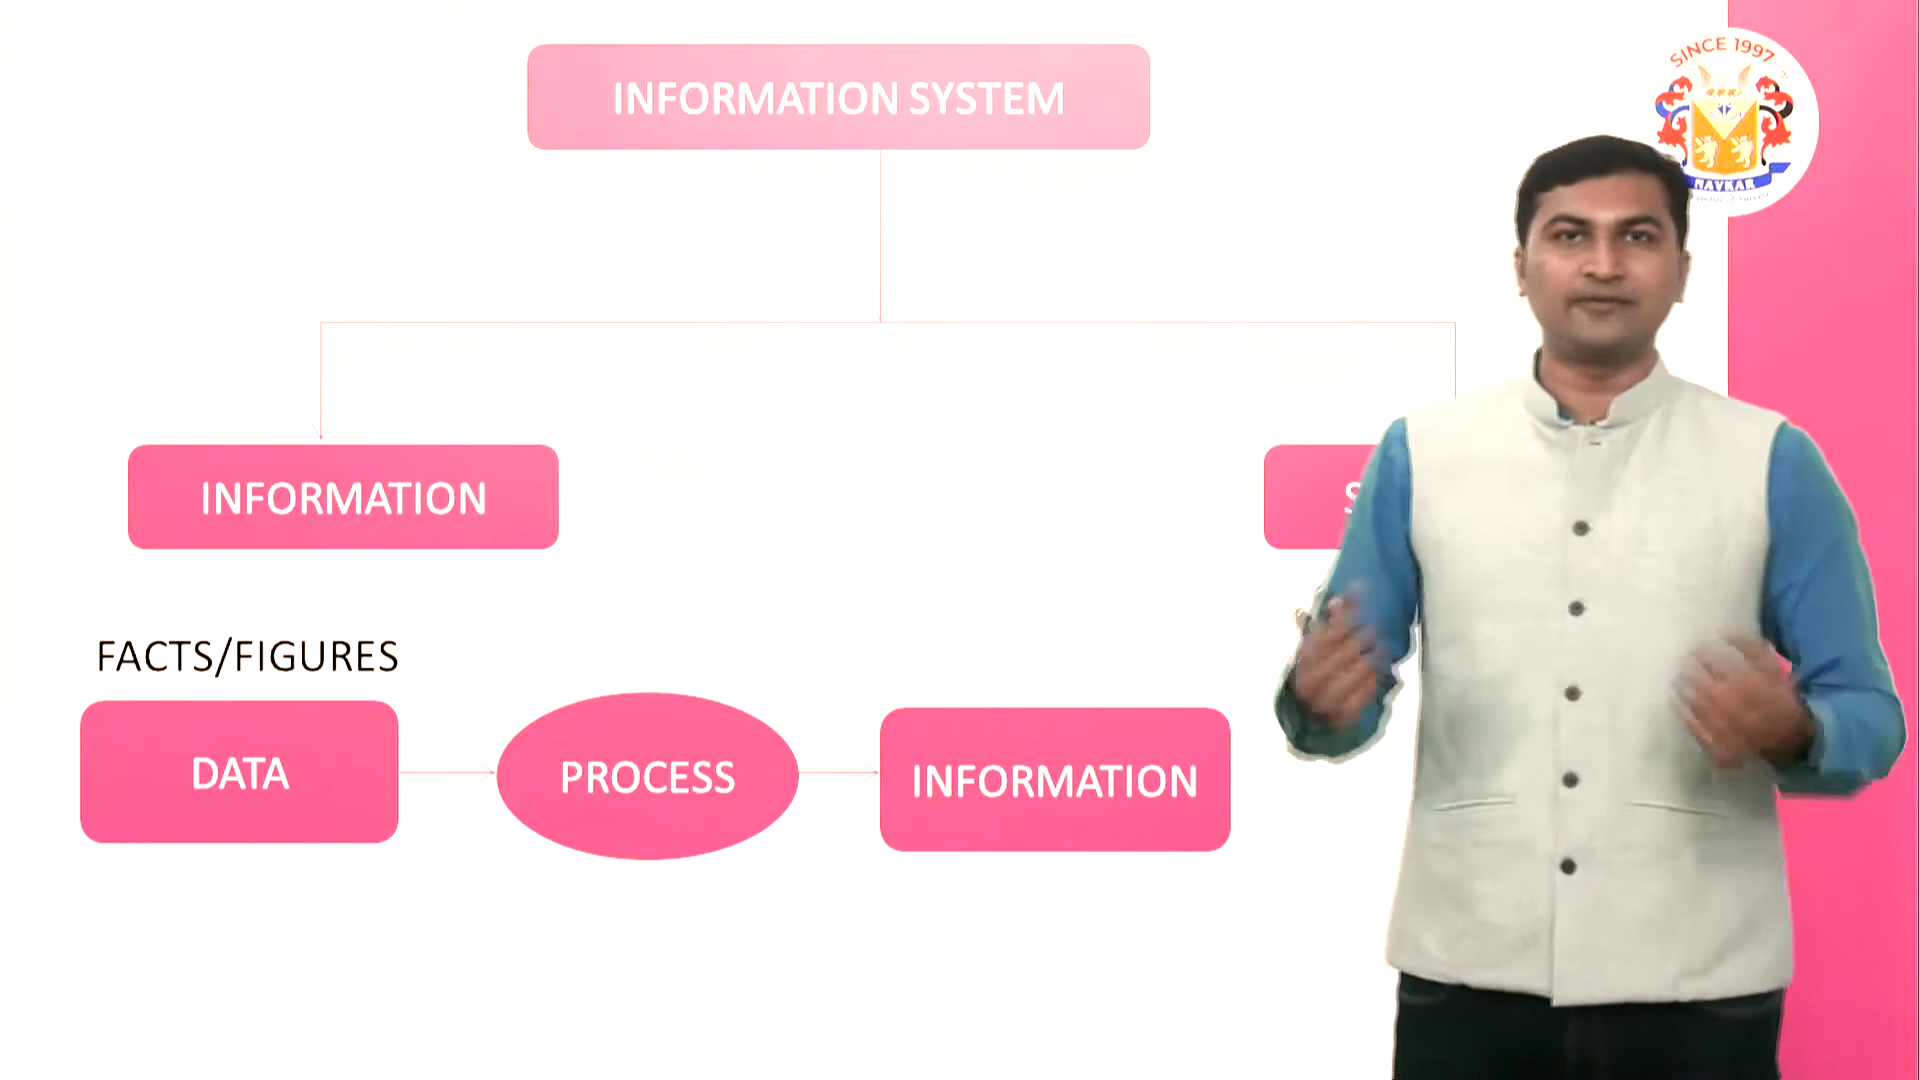 INFORMATION SYSTEM
SINCE 1997
NAVKAR
INFORMATION
S
FACTS/FIGURES
DATA
PROCESS
INFORMATION